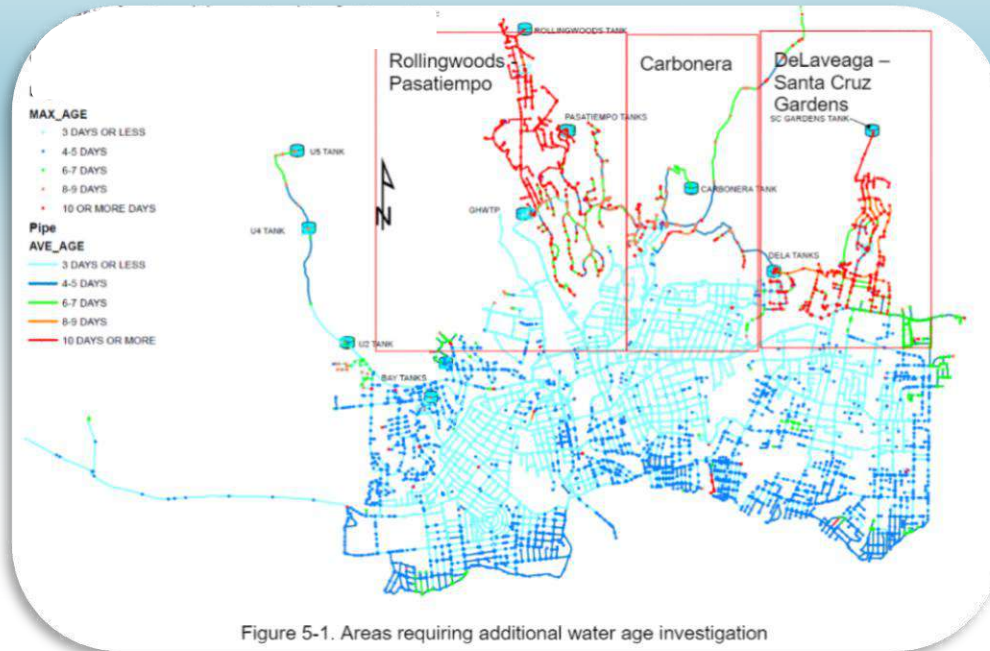 ROLLINGWOODS TANK
Rollingwoods -
Pasatiempo
Carbonera
DeLaveaga –
Santa Cruz
Gardens
SC GARDENS TANK
PASATIEMPO TANKS
MAX_AGE
3 DAYS OR LESS
4-5 DAYS
6-7 DAYS
8-9 DAYS
10 OR MORE DAYS
Pipe
AVE_AGE
3 DAYS OR LESS
4-5 DAYS
6-7 DAYS
8-9 DAYS
10 DAYS OR MORE
U5 TANK
U4 TANK
N
GHWTP
CARBONERA TANK
DELA TANKS
U2 TANK
BAY TANKS
Figure 5-1. Areas requiring additional water age investigation